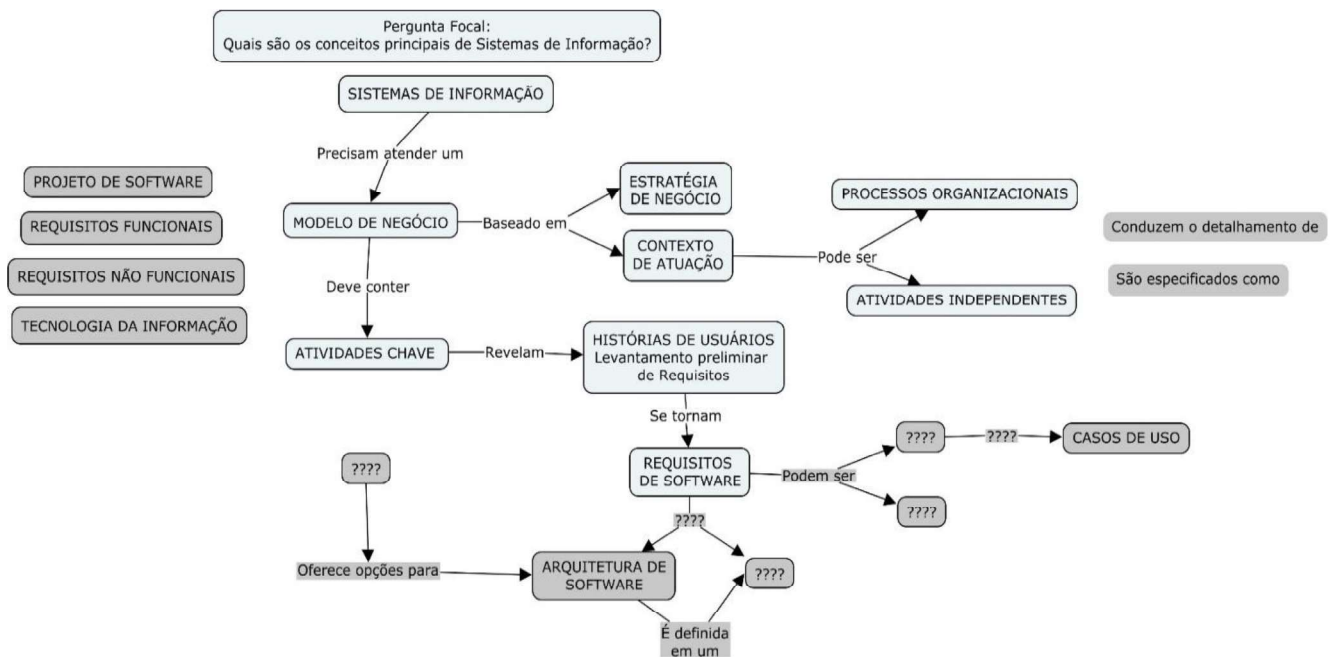 Pergunta Focal:
Quais são os conceitos principais de Sistemas de Informação?
SISTEMAS DE INFORMAÇÃO
Precisam atender um
PROJETO DE SOFTWARE
REQUISITOS FUNCIONAIS
REQUISITOS NÃO FUNCIONAIS
TECNOLOGIA DA INFORMAÇÃO
MODELO DE NEGÓCIO
Baseado em
ESTRATÉGIA
DE NEGÓCIO
CONTEXTO
DE ATUAÇÃO
Pode ser
PROCESSOS ORGANIZACIONAIS
ATIVIDADES INDEPENDENTES
Conduzem o detalhamento de
São especificados como
Deve conter
ATIVIDADES CHAVE
Revelam
HISTÓRIAS DE USUÁRIOS
Levantamento preliminar
de Requisitos
Se tornam
REQUISITOS
DE SOFTWARE
Podem ser
????
????
CASOS DE USO
????
????
????
Oferece opções para
ARQUITETURA DE
SOFTWARE
????
É definida
em um